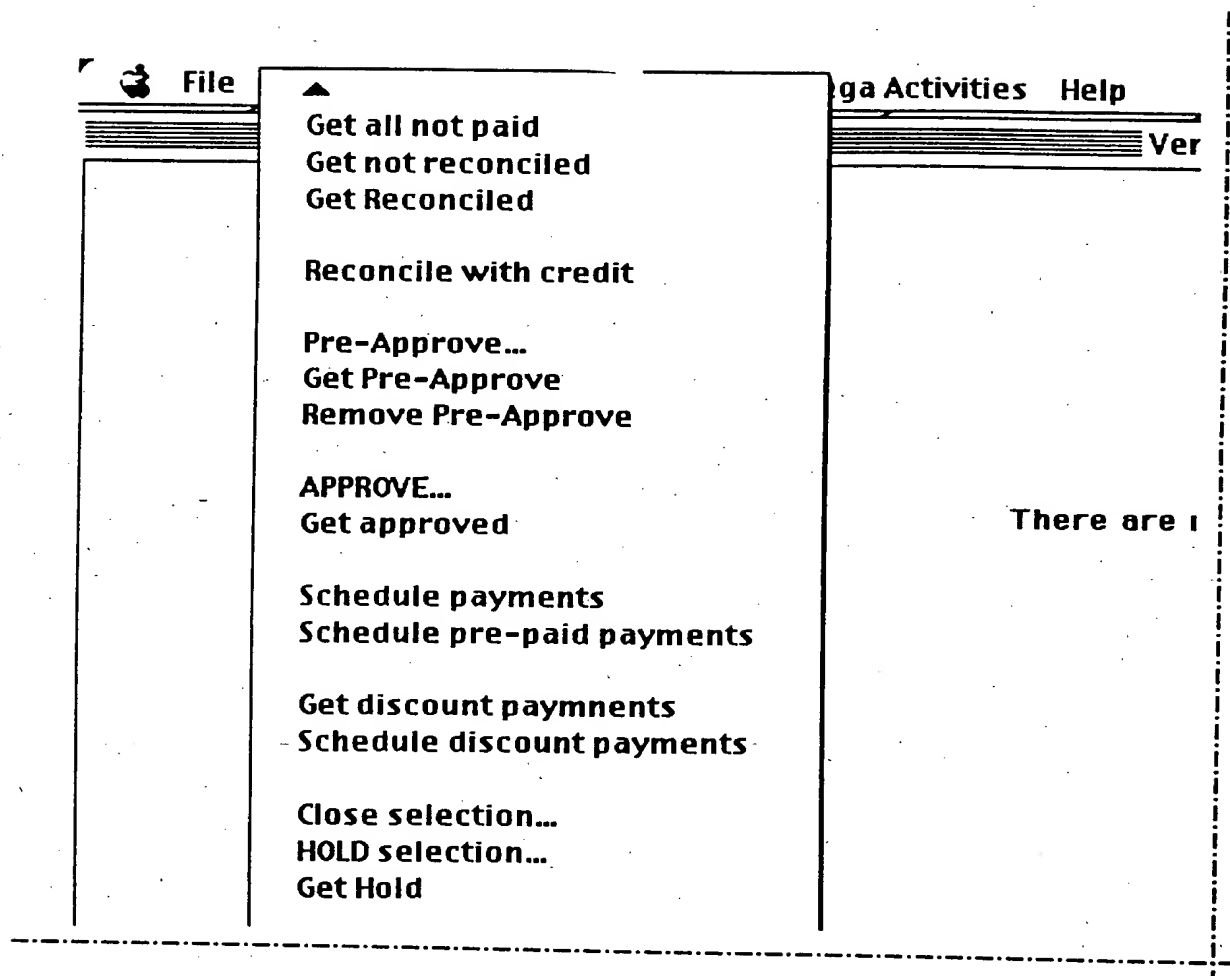 File ga Activities Help
Ver
Get all not paid
Get not reconciled
Get Reconciled
Reconcile with credit
Pre-Approve...
Get Pre-Approve
Remove Pre-Approve
APPROVE...
Get approved
There are
Schedule payments
Schedule pre-paid payments
Get discount paymnents
Schedule discount payments
Close selection...
HOLD selection...
Get Hold